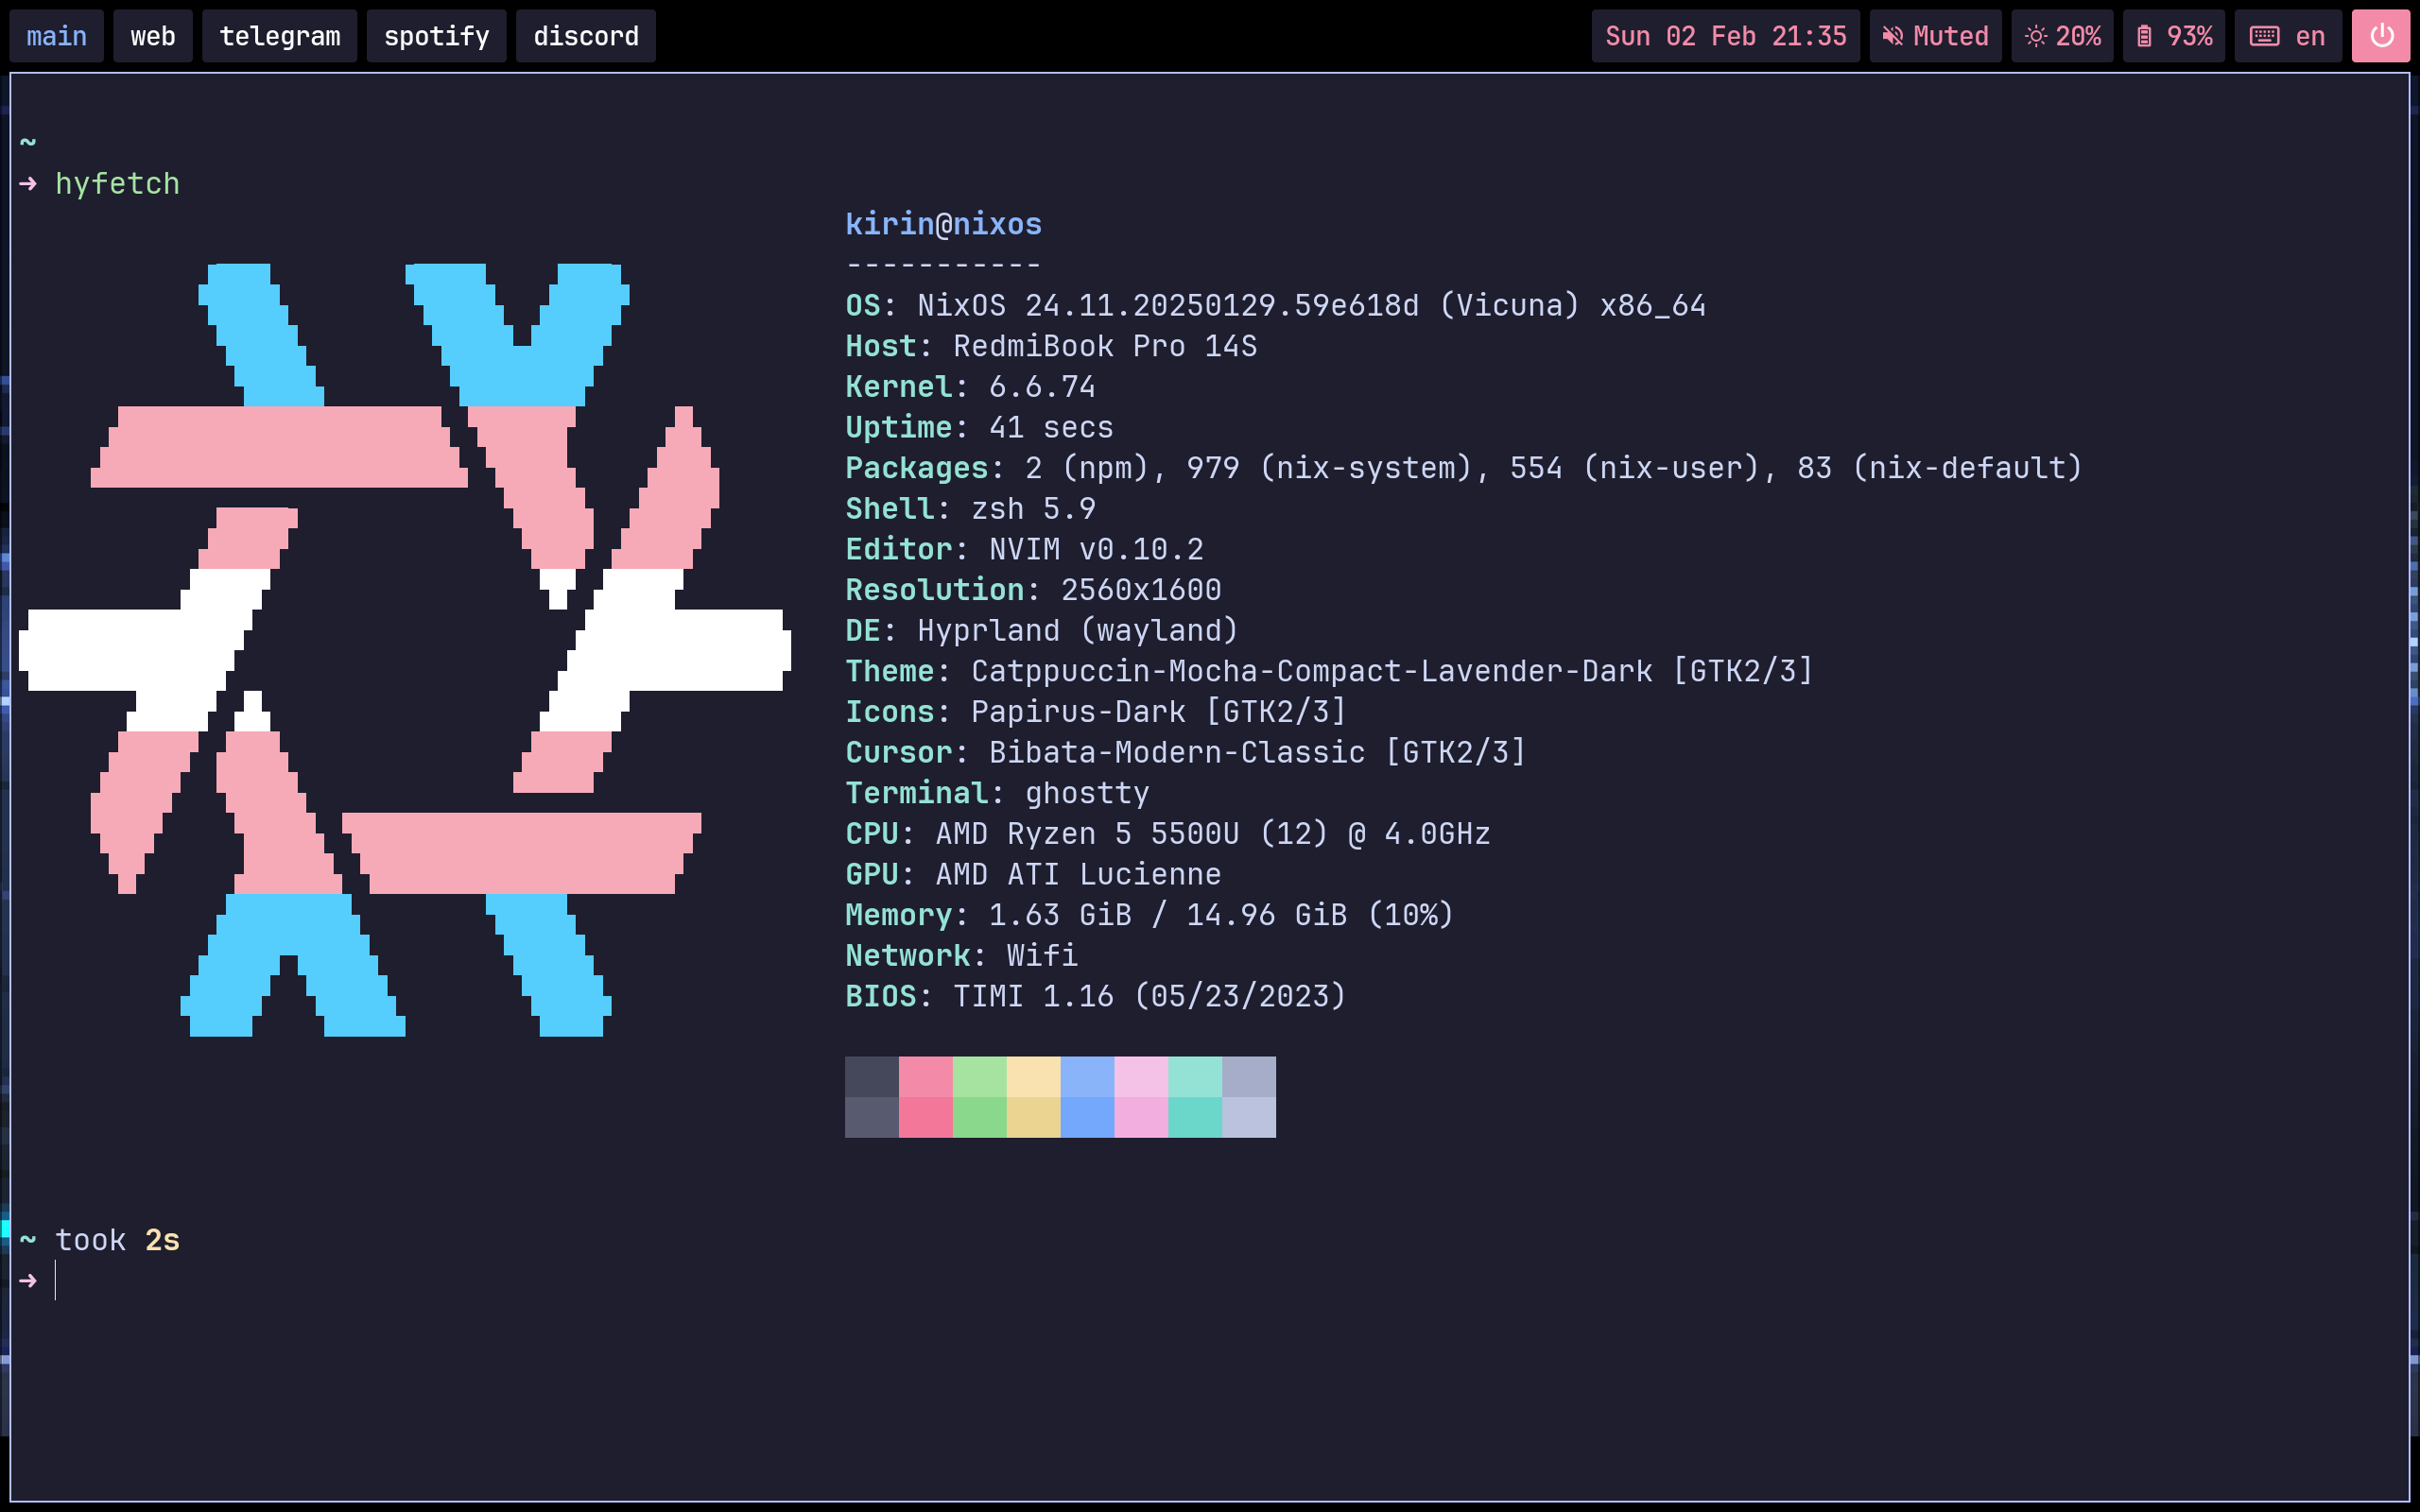 main web telegram spotify discord Sun 02 Feb 21:35 Muted 20% 93% en
~
➜ hyfetch
kirin@nixos
-----------
OS: NixOS 24.11.20250129.59e618d (Vicuna) x86_64
Host: RedmiBook Pro 14S
Kernel: 6.6.74
Uptime: 41 secs
Packages: 2 (npm), 979 (nix-system), 554 (nix-user), 83 (nix-default)
Shell: zsh 5.9
Editor: NVIM v0.10.2
Resolution: 2560x1600
DE: Hyprland (wayland)
Theme: Catppuccin-Mocha-Compact-Lavender-Dark [GTK2/3]
Icons: Papirus-Dark [GTK2/3]
Cursor: Bibata-Modern-Classic [GTK2/3]
Terminal: ghostty
CPU: AMD Ryzen 5 5500U (12) @ 4.0GHz
GPU: AMD ATI Lucienne
Memory: 1.63 GiB / 14.96 GiB (10%)
Network: Wifi
BIOS: TIMI 1.16 (05/23/2023)
~ took 2s
➜